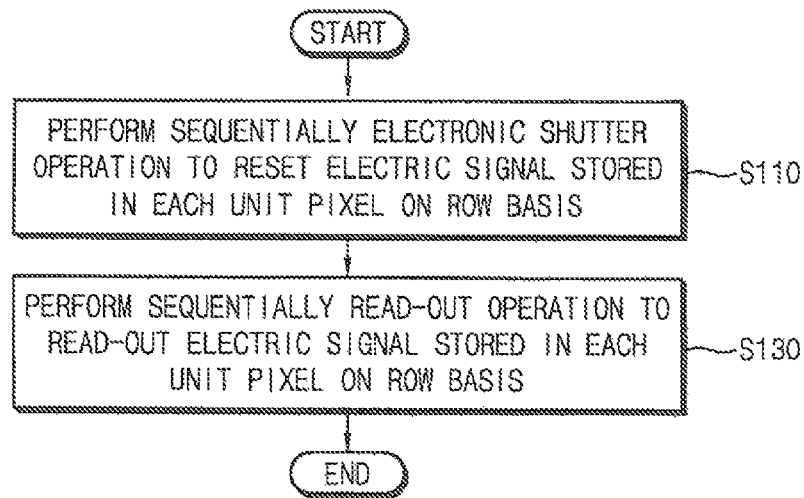 START
PERFORM SEQUENTIALLY ELECTRONIC SHUTTER
OPERATION TO RESET ELECTRIC SIGNAL STORED
IN EACH UNIT PIXEL ON ROW BASIS
S110
PERFORM SEQUENTIALLY READ-OUT OPERATION TO
READ-OUT ELECTRIC SIGNAL STORED IN EACH
UNIT PIXEL ON ROW BASIS
S130
END